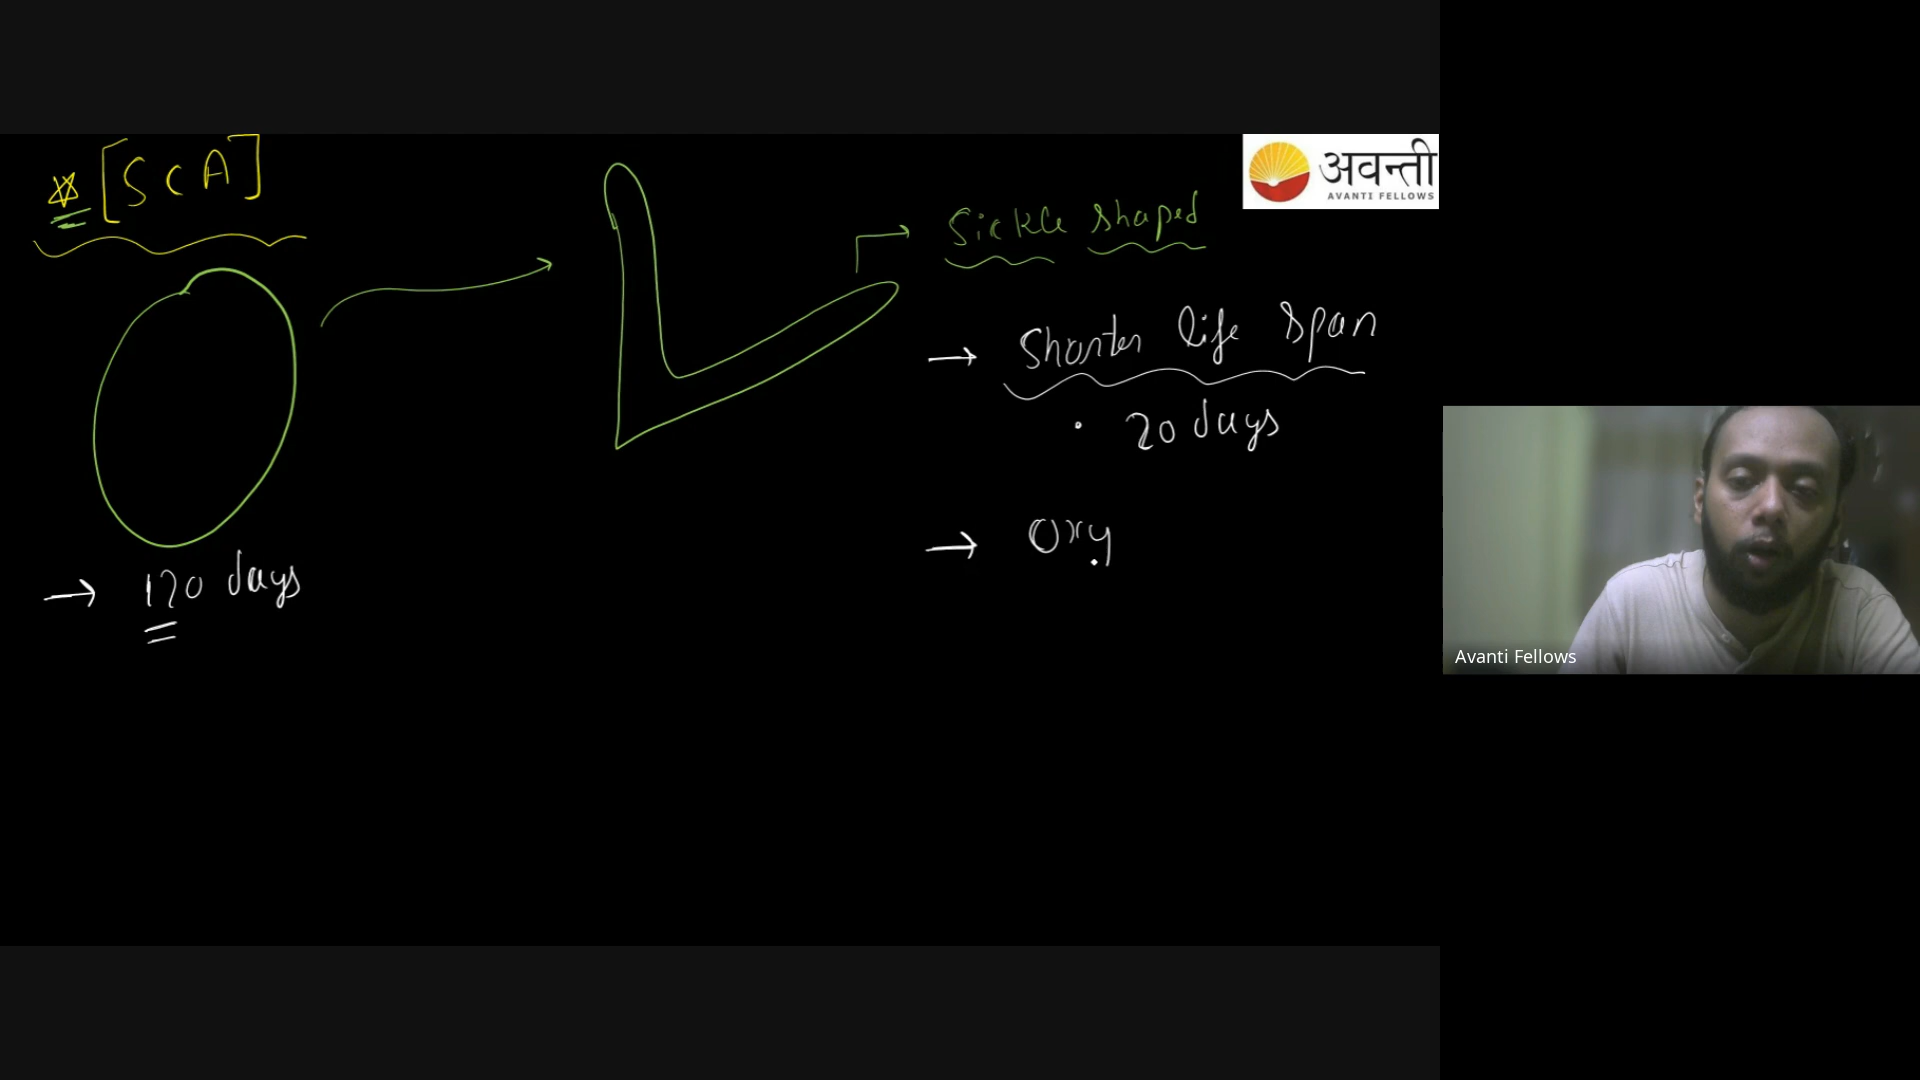 [SCA]
अवन्ती
AVANTI FELLOWS
Sickle shaped
→ Shorter life span
• 20 days
→ Oxy
→ 120 days
Avanti Fellows